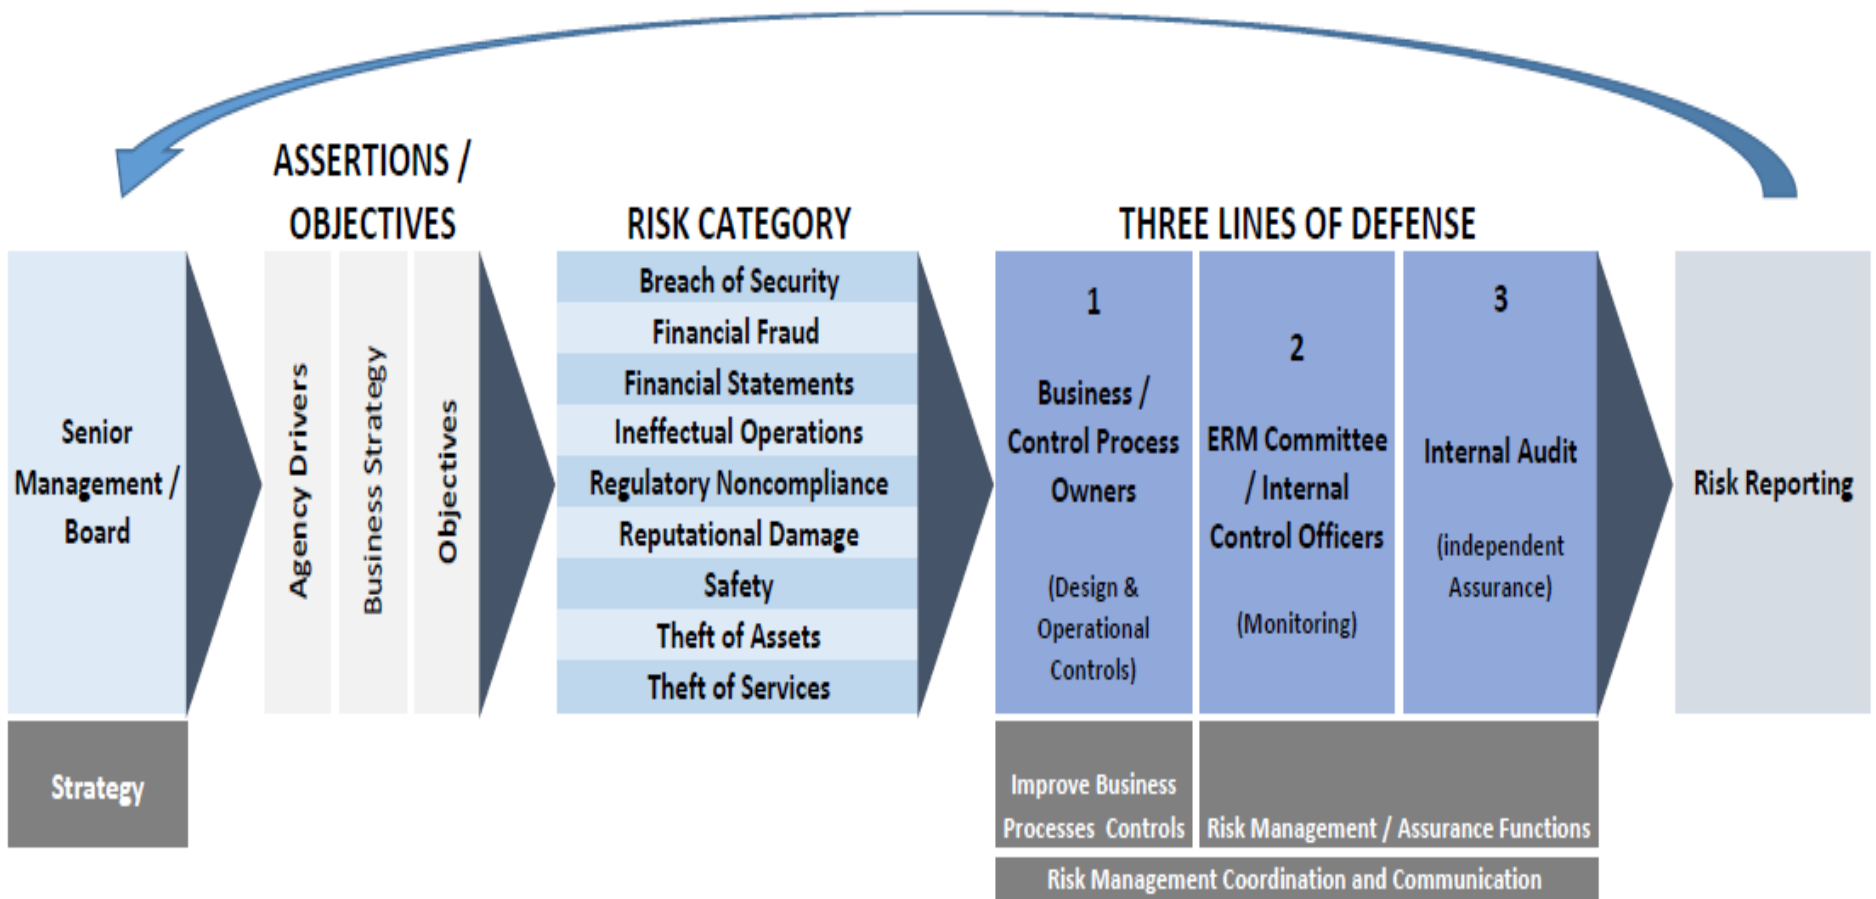 ASSERTIONS /
OBJECTIVES
RISK CATEGORY
THREE LINES OF DEFENSE
Senior
Management /
Board
Strategy
Agency Drivers
Business Strategy
Objectives
Breach of Security
Financial Fraud
Financial Statements
Ineffectual Operations
Regulatory Noncompliance
Reputational Damage
Safety
Theft of Assets
Theft of Services
1
Business /
Control Process
Owners
(Design &
Operational
Controls)
2
ERM Committee
/ Internal
Control Officers
(Monitoring)
3
Internal Audit
(independent
Assurance)
Risk Reporting
Improve Business
Processes Controls
Risk Management / Assurance Functions
Risk Management Coordination and Communication